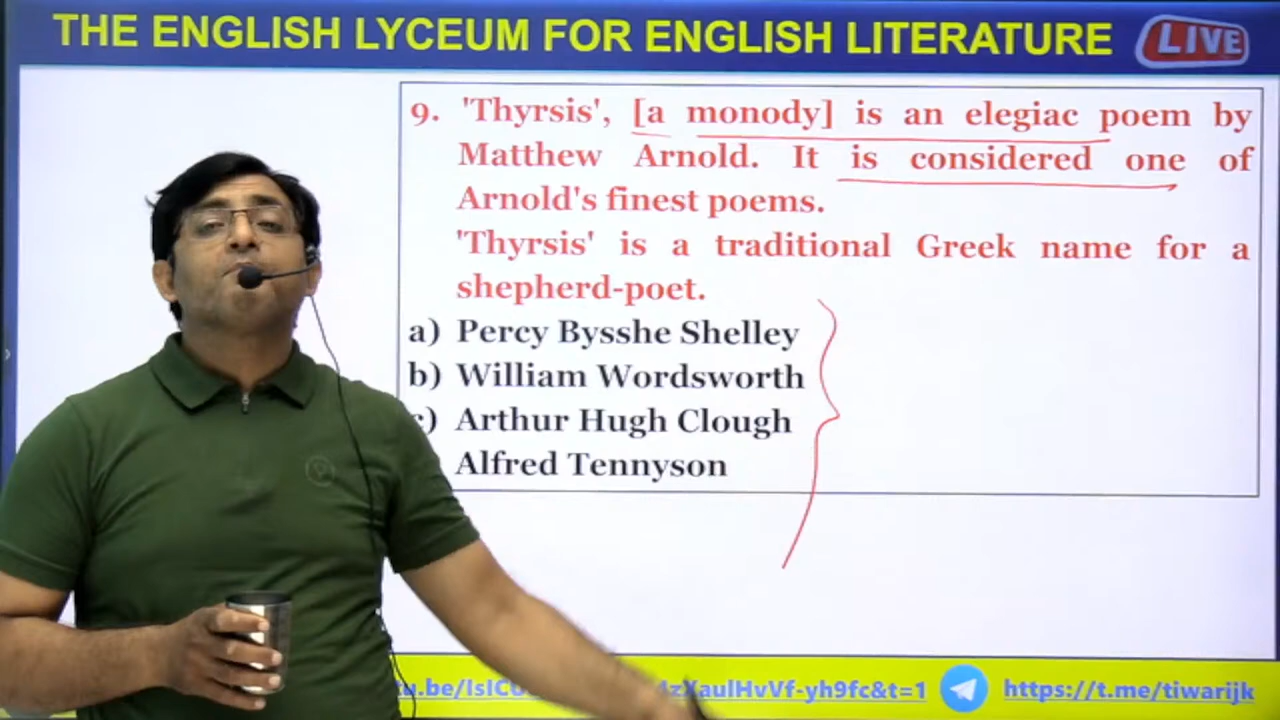 THE ENGLISH LYCEUM FOR ENGLISH LITERATURE LIVE
9. 'Thyrsis', [a monody] is an elegiac poem by
Matthew Arnold. It is considered one of
Arnold's finest poems.
'Thyrsis' is a traditional Greek name for a
shepherd-poet.
a) Percy Bysshe Shelley
b) William Wordsworth
c) Arthur Hugh Clough
Alfred Tennyson
https://t.me/tiwarijk